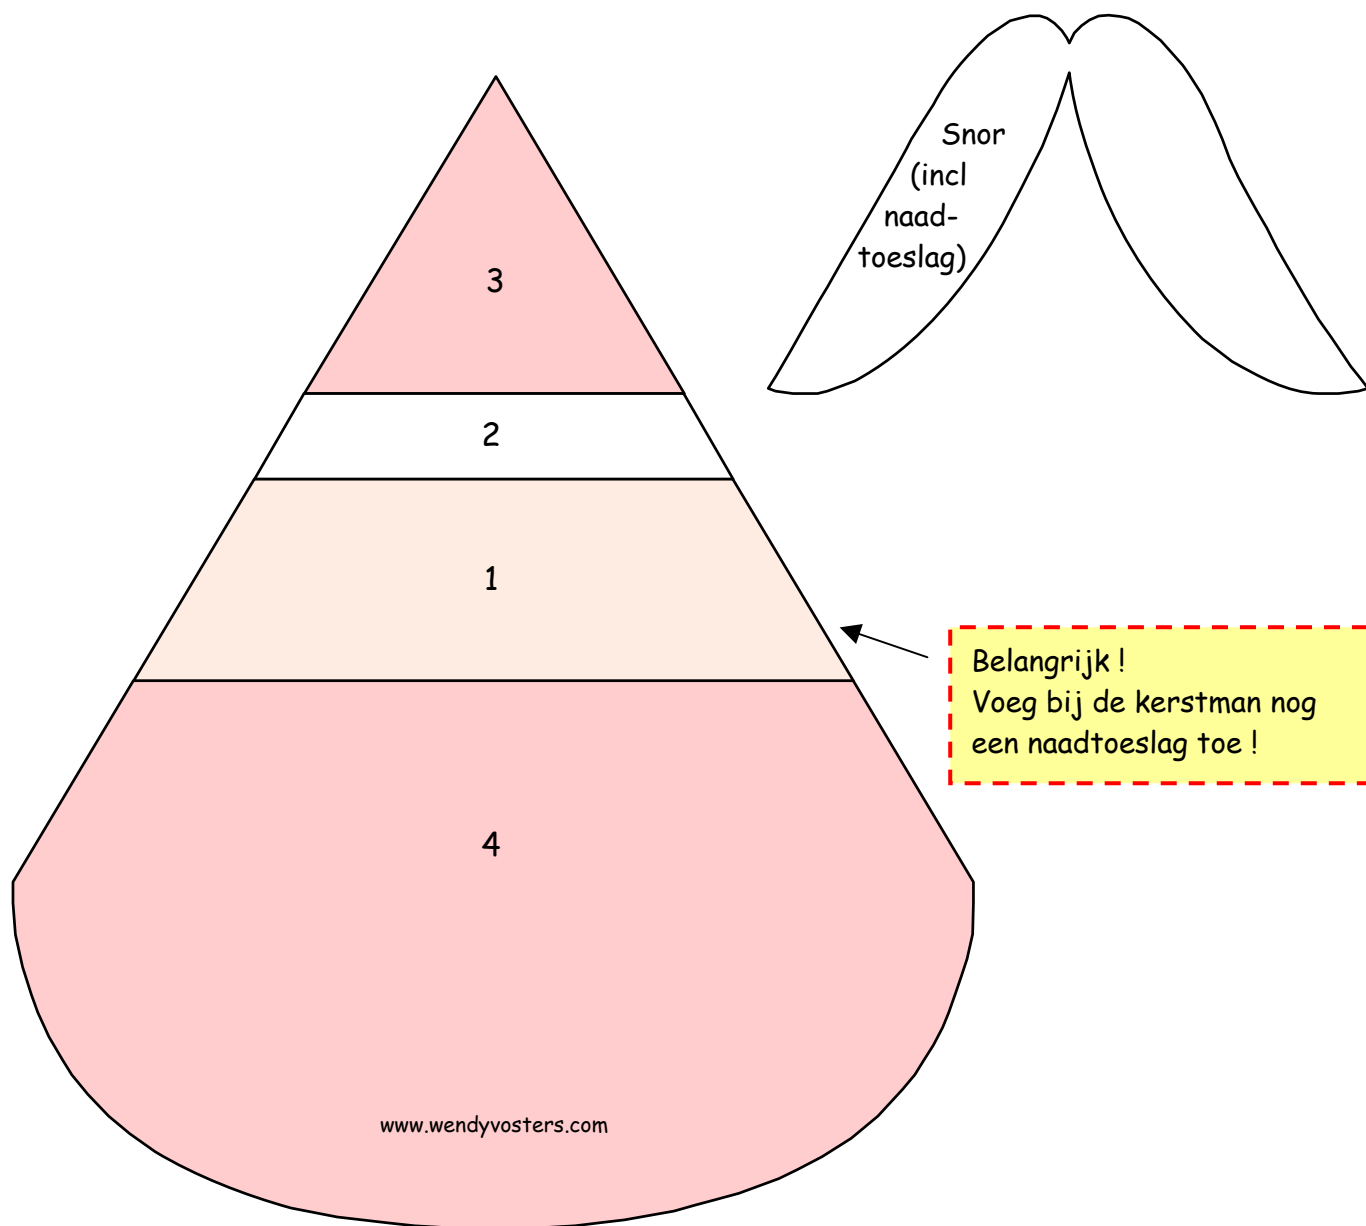 Snor
(incl
naad-
toeslag)
3
2
1
Belangrijk !
Voeg bij de kerstman nog
een naadtoeslag toe !
4
www.wendyvosters.com